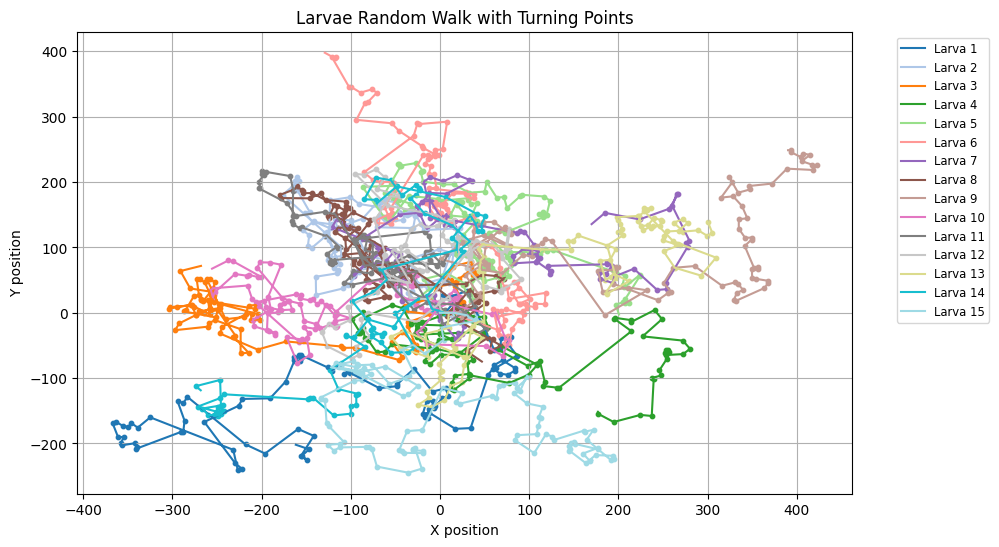 Larvae Random Walk with Turning Points
Y position
400
300
200
100
0
−100
−200
−400
−300
−200
−100
0
100
200
300
400
X position
Larva 1
Larva 2
Larva 3
Larva 4
Larva 5
Larva 6
Larva 7
Larva 8
Larva 9
Larva 10
Larva 11
Larva 12
Larva 13
Larva 14
Larva 15